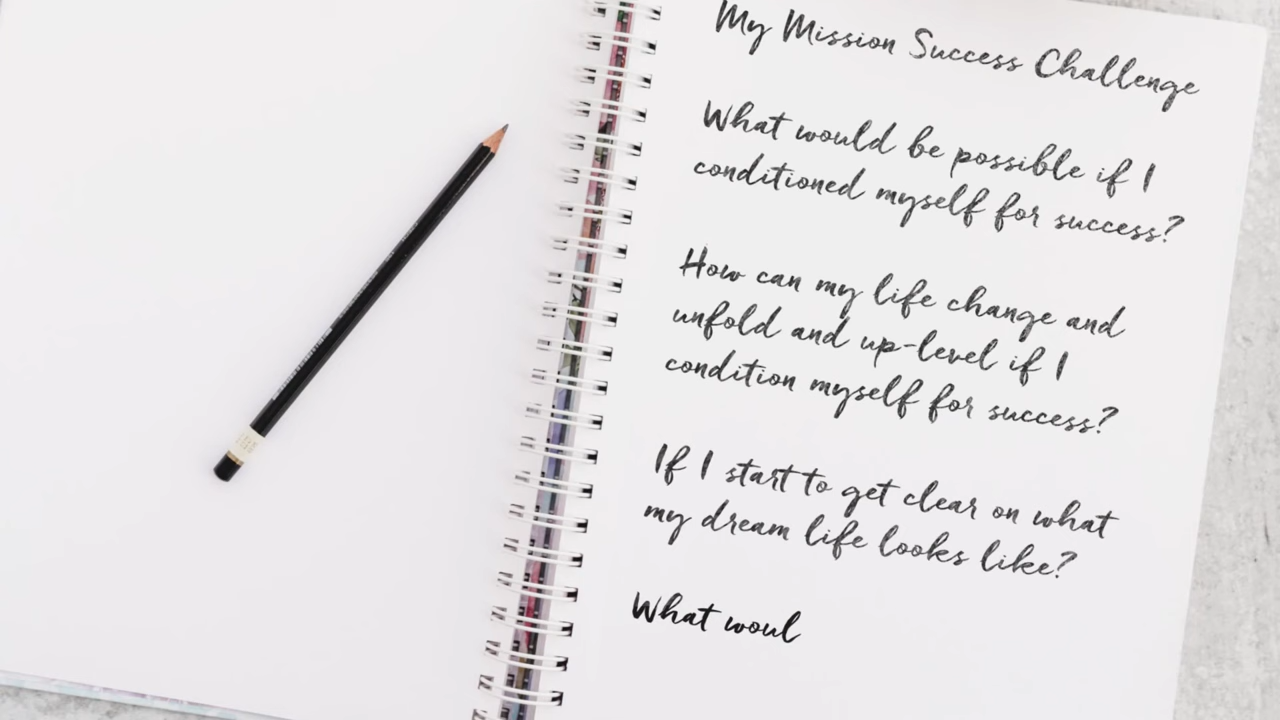 My Mission Success Challenge
What would be possible if I
conditioned myself for success?
How can my life change and
unfold and up-level if I
condition myself for success?
If I start to get clear on what
my dream life looks like?
What woul